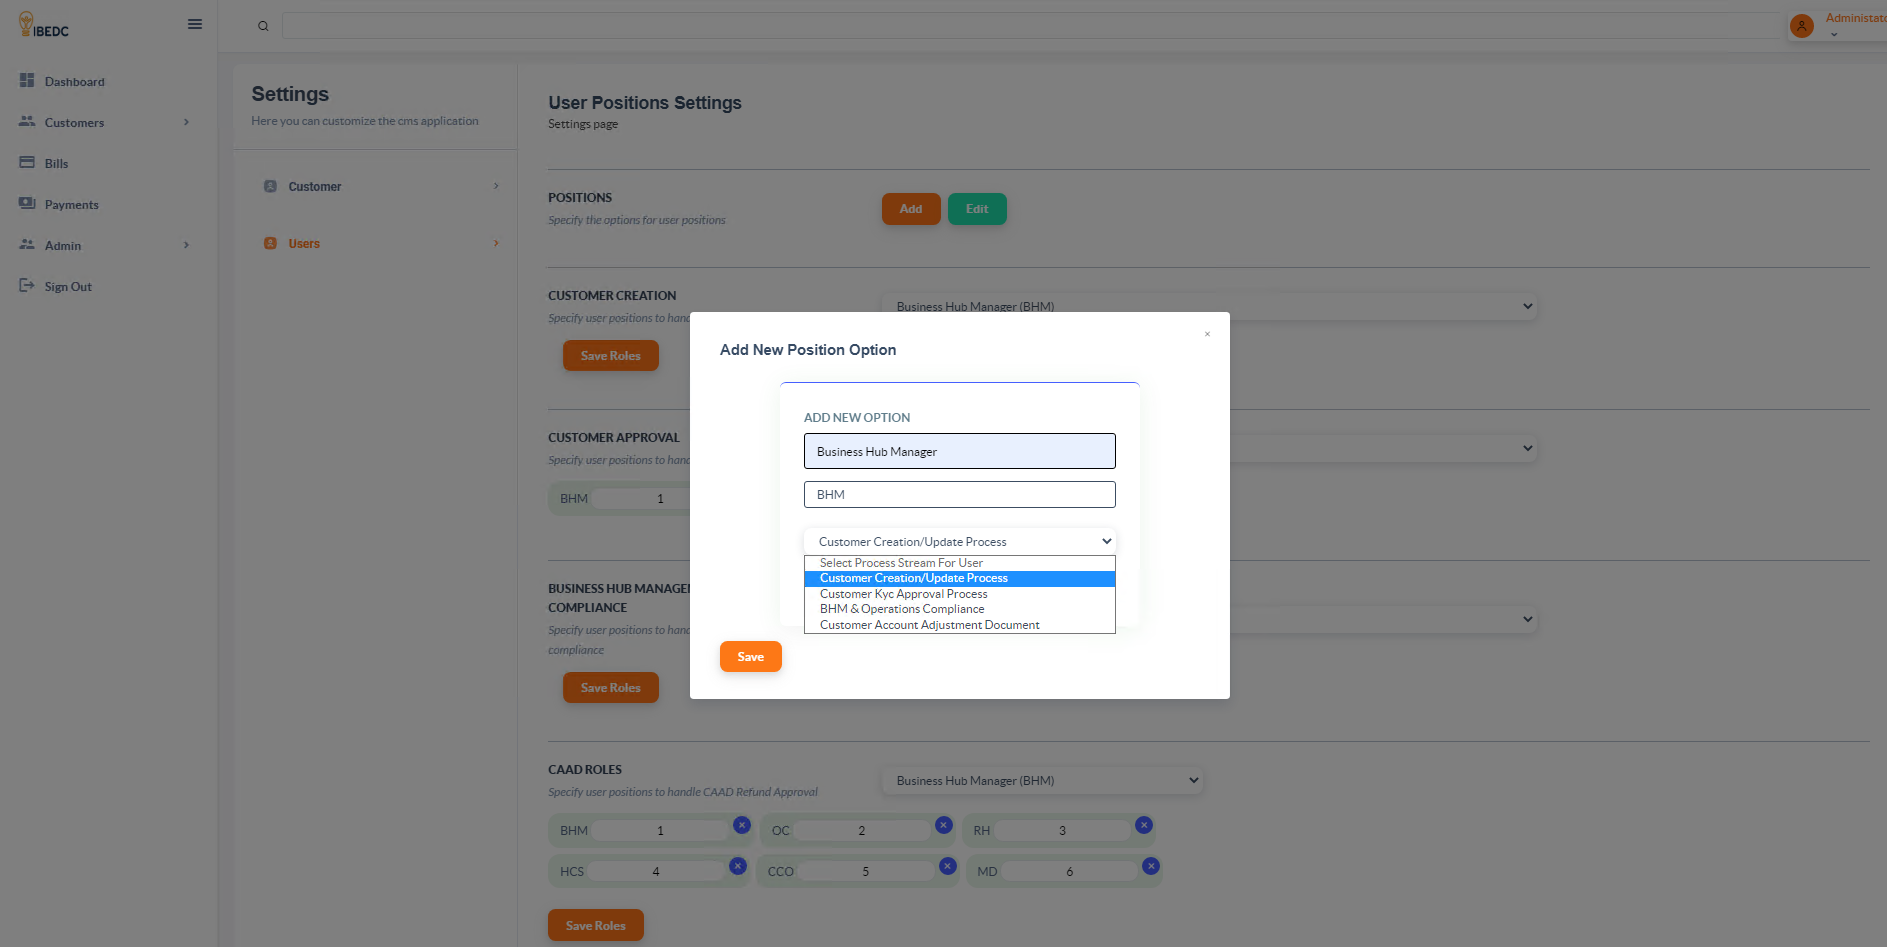 IBEDC
Administato
Dashboard
Customers
Bills
Payments
Admin
Sign Out
Settings
Here you can customize the cms application
Customer
Users
User Positions Settings
Settings page
POSITIONS
Specify the options for user positions
Add
Edit
CUSTOMER CREATION
Specify user positions to hand
Business Hub Manager (BHM)
Save Roles
CUSTOMER APPROVAL
Specify user positions to hand
BHM 1
BUSINESS HUB MANAGER
COMPLIANCE
Specify user positions to hand
compliance
Save Roles
CAAD ROLES
Specify user positions to handle CAAD Refund Approval
Business Hub Manager (BHM)
BHM 1
OC 2
RH 3
HCS 4
CCO 5
MD 6
Save Roles
×
Add New Position Option
ADD NEW OPTION
Business Hub Manager
BHM
Customer Creation/Update Process
Select Process Stream For User
Customer Creation/Update Process
Customer Kyc Approval Process
BHM & Operations Compliance
Customer Account Adjustment Document
Save